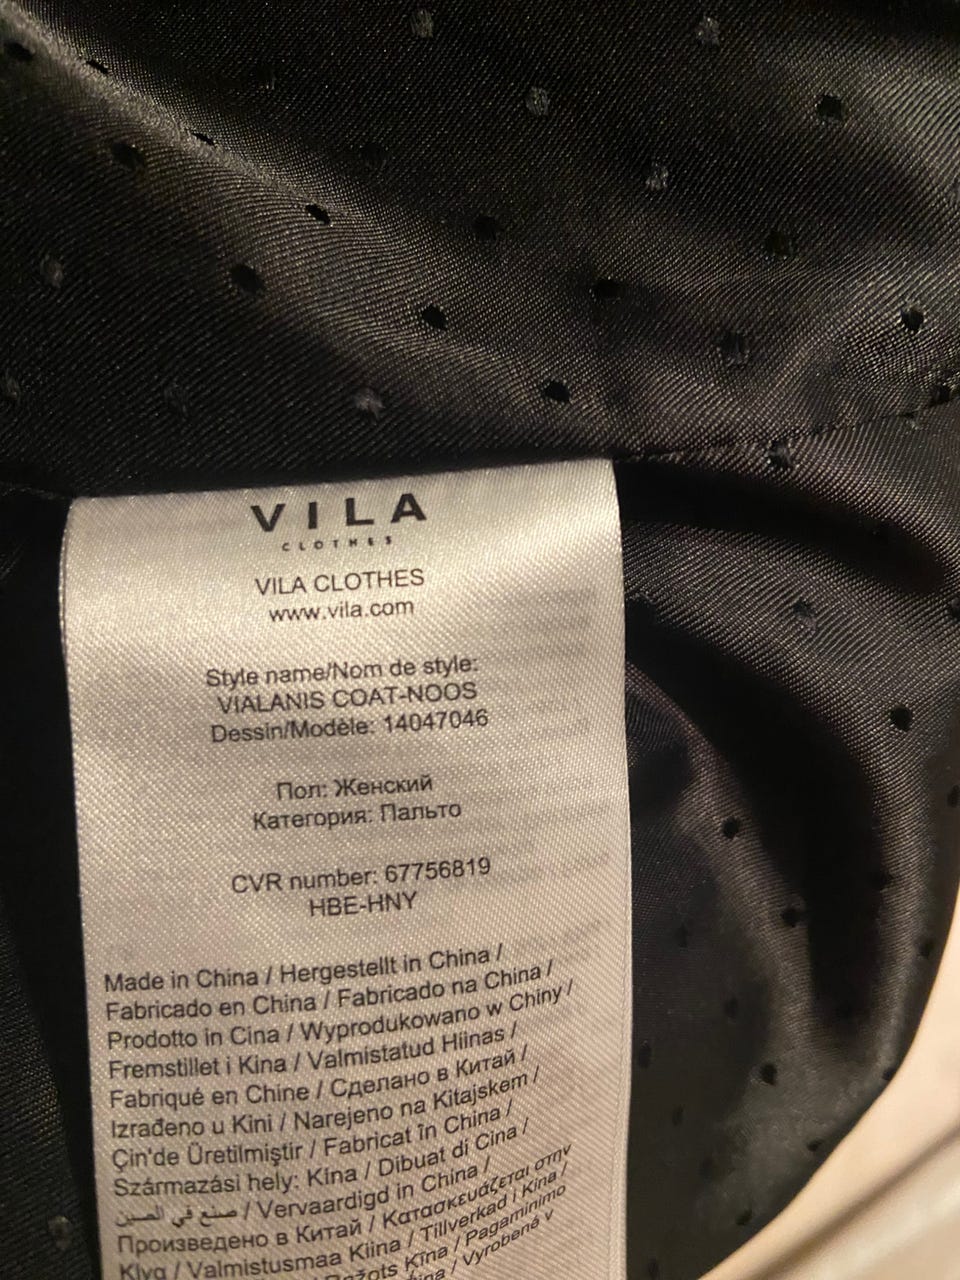 VILA
CLOTHES
VILA CLOTHES
www.vila.com
Style name/Nom de style:
VIALANIS COAT-NOOS
Dessin/Modèle: 14047046
Пол: Женский
Категория: Пальто
CVR number: 67756819
HBE-HNY
Made in China / Hergestellt in China /
Fabricado en China / Fabricado na China /
Prodotto in Cina / Wyprodukowano w Chiny /
Fremstillet i Kina / Valmistatud Hiinas /
Fabriqué en Chine / Сделано в Китай /
Izrađeno u Kini / Narejeno na Kitajskem /
Çin'de Üretilmiştir / Fabricat în China /
Származási hely: Kína / Dibuat di Cina /
صنع في الصين / Vervaardigd in China /
Произведено в Китай / Κατασκευάζεται στην
Κίνα / Valmistusmaa Kiina / Tillverkad i Kina /
Ķīna / Pagaminimo
/ Vyrobené v